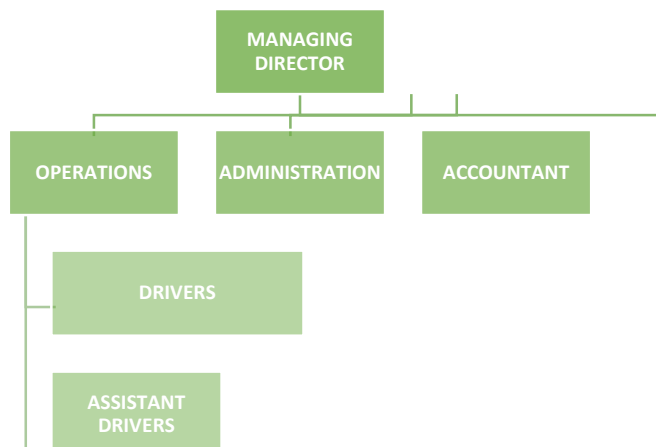 MANAGING
DIRECTOR
OPERATIONS
ADMINISTRATION
ACCOUNTANT
DRIVERS
ASSISTANT
DRIVERS